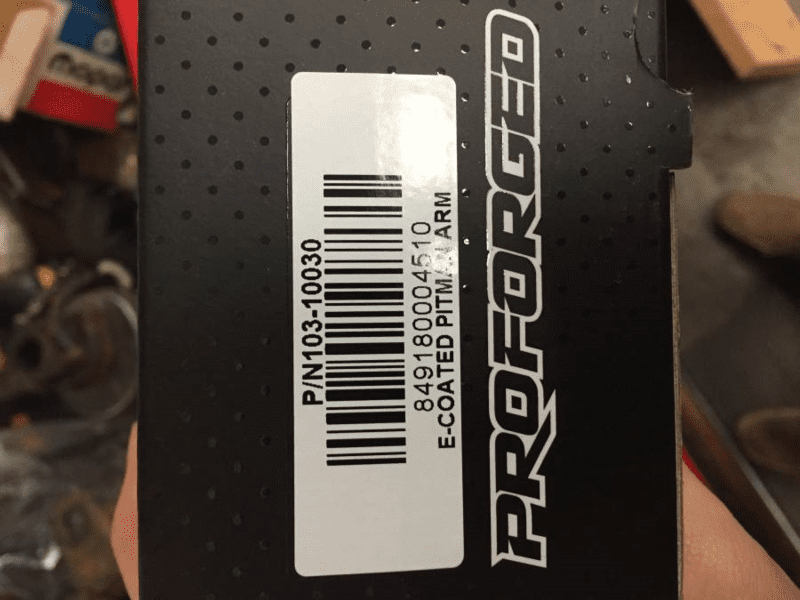 P/N103-10030
849180004510
E-COATED PITMAN ARM
PROFORGED